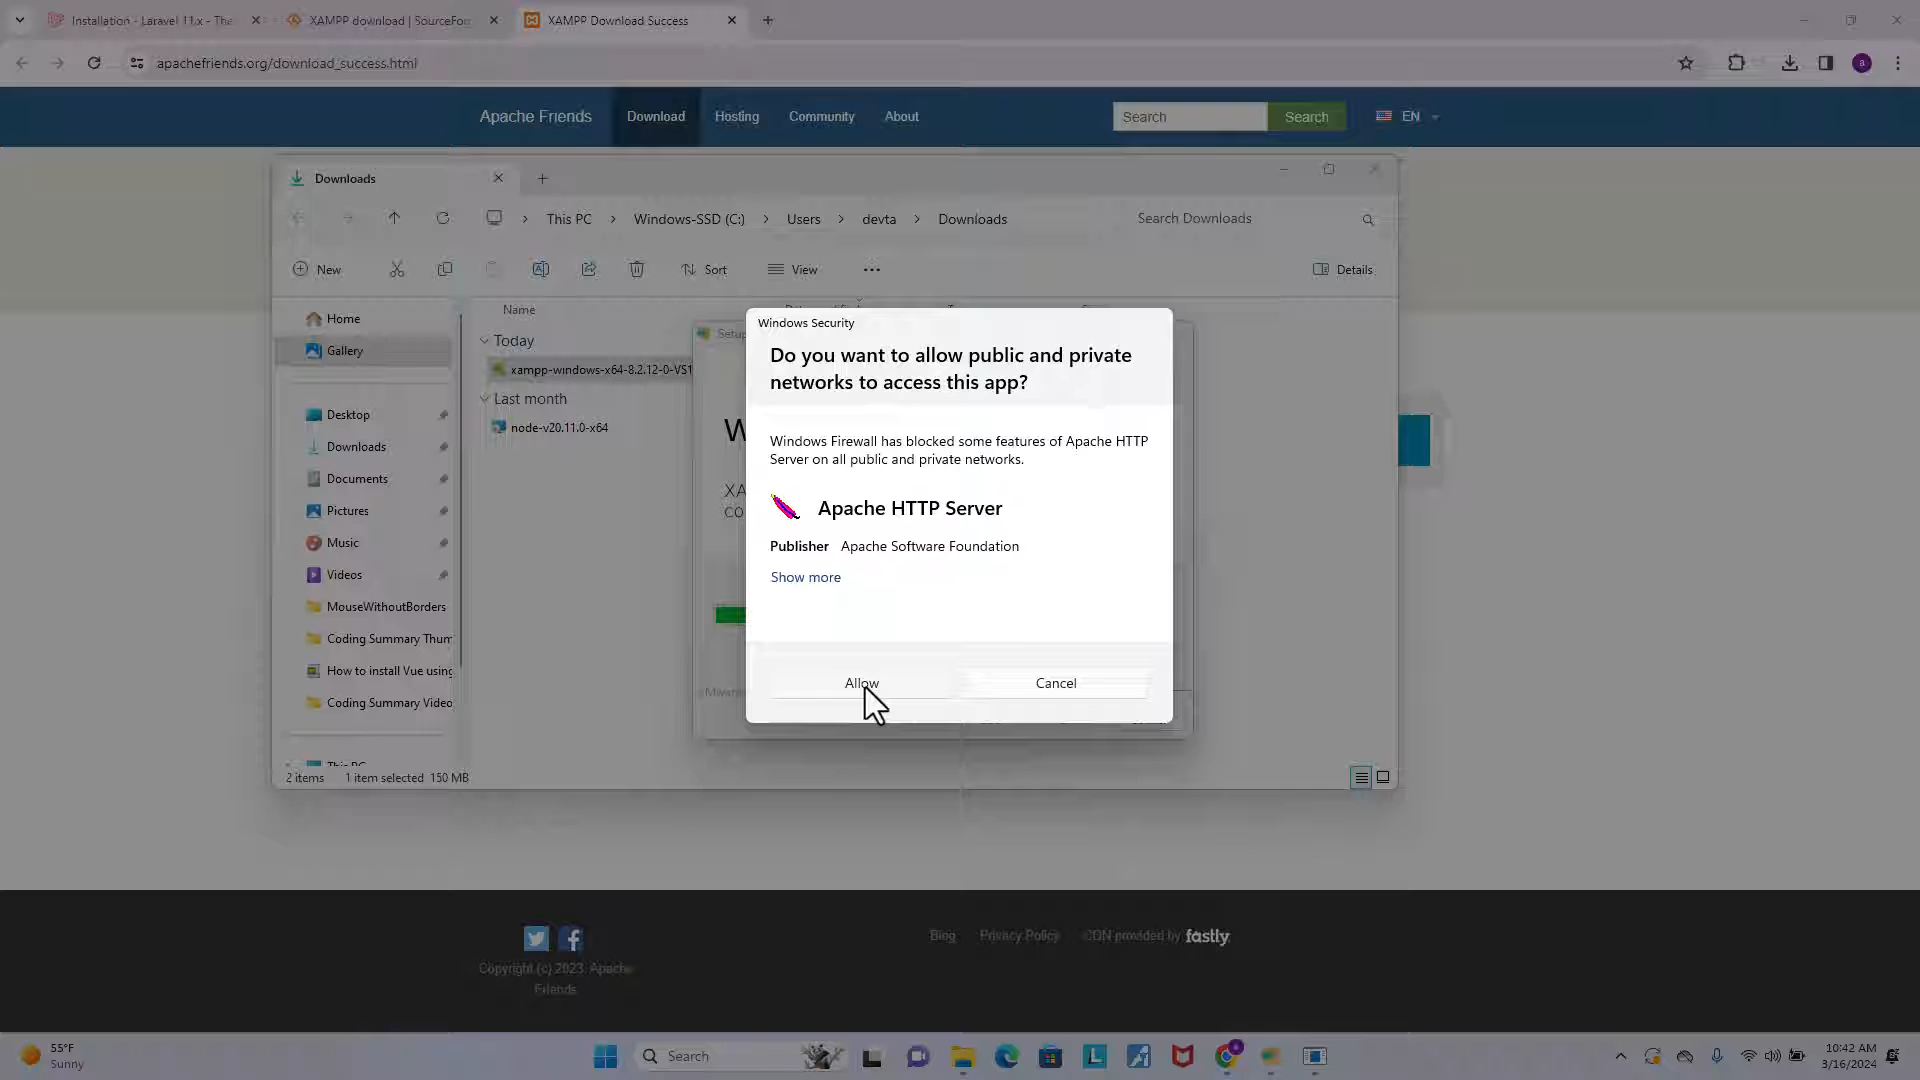 Installation - Laravel 11.x - The
XAMPP download | SourceFo
XAMPP Download Success
apachefriends.org/download_success.html
a
Apache Friends
Download
Hosting
Community
About
Search
Search
EN
Downloads
This PC
Windows-SSD (C:)
Users
devta
Downloads
Search Downloads
New
Sort
View
Details
Name
Home
Gallery
Today
xampp-windows-x64-8.2.12-0-VS1
Last month
node-v20.11.0-x64
Desktop
Downloads
Documents
Pictures
Music
Videos
MouseWithoutBorders
Coding Summary Thum
How to install Vue using
Coding Summary Video
This PC
2 items
1 item selected 150 MB
Setup
W
XA
co
Windows Security
Do you want to allow public and private
networks to access this app?
Windows Firewall has blocked some features of Apache HTTP
Server on all public and private networks.
Apache HTTP Server
Publisher Apache Software Foundation
Show more
Allow
Cancel
Blog
Privacy Policy
CDN provided by fastly
Copyright (c) 2023, Apache
Friends
55°F
Sunny
Search
10:42 AM
3/16/2024